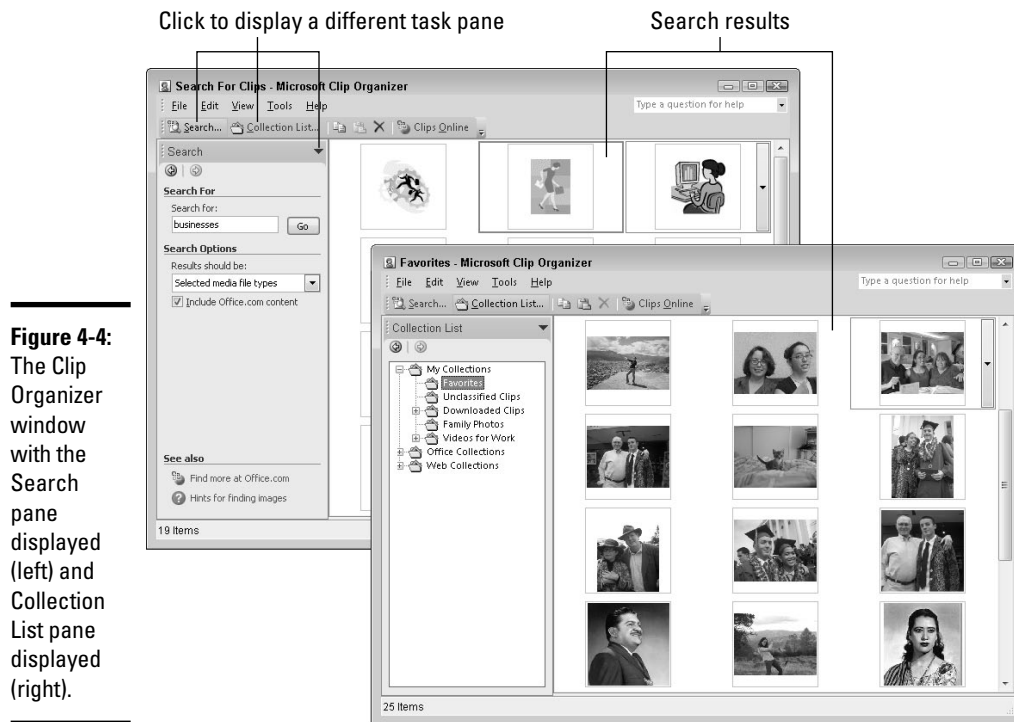 Click to display a different task pane
Search results
Search For Clips - Microsoft Clip Organizer
File Edit View Tools Help
Type a question for help
Search... Collection List... Clips Online
Search
Search For
Search for:
businesses
Go
Search Options
Results should be:
Selected media file types
Include Office.com content
See also
Find more at Office.com
Hints for finding images
19 Items
Favorites - Microsoft Clip Organizer
File Edit View Tools Help
Type a question for help
Search... Collection List... Clips Online
Collection List
My Collections
Favorites
Unclassified Clips
Downloaded Clips
Family Photos
Videos for Work
Office Collections
Web Collections
25 Items
Figure 4-4:
The Clip
Organizer
window
with the
Search
pane
displayed
(left) and
Collection
List pane
displayed
(right).